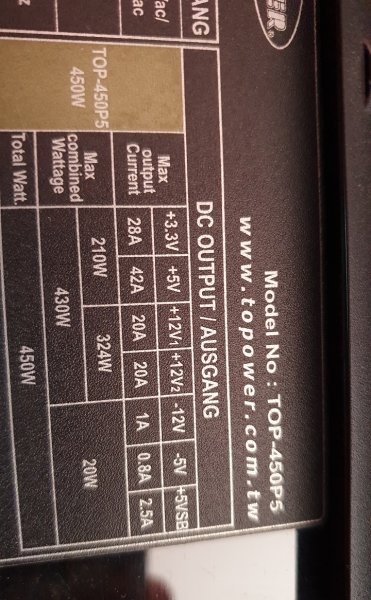 ER®
Model No : TOP-450P5
www.topower.com.tw
ANG
DC OUTPUT / AUSGANG
ac/
ac
z
TOP-450P5
450W
+3.3V +5V +12V1 +12V2 -12V -5V +5VSB
Max
output
Current
28A 42A 20A 20A 1A 0.8A 2.5A
Max
combined
Wattage
210W 324W 20W
430W
Total Watt.
450W